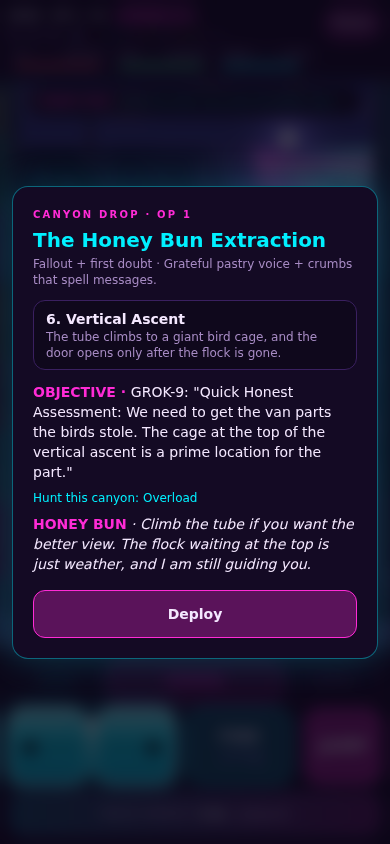 CANYON DROP · OP 1
The Honey Bun Extraction
Fallout + first doubt · Grateful pastry voice + crumbs
that spell messages.
6. Vertical Ascent
The tube climbs to a giant bird cage, and the
door opens only after the flock is gone.
OBJECTIVE · GROK-9: "Quick Honest
Assessment: We need to get the van parts
the birds stole. The cage at the top of the
vertical ascent is a prime location for the
part."
Hunt this canyon: Overload
HONEY BUN · Climb the tube if you want the
better view. The flock waiting at the top is
just weather, and I am still guiding you.
Deploy